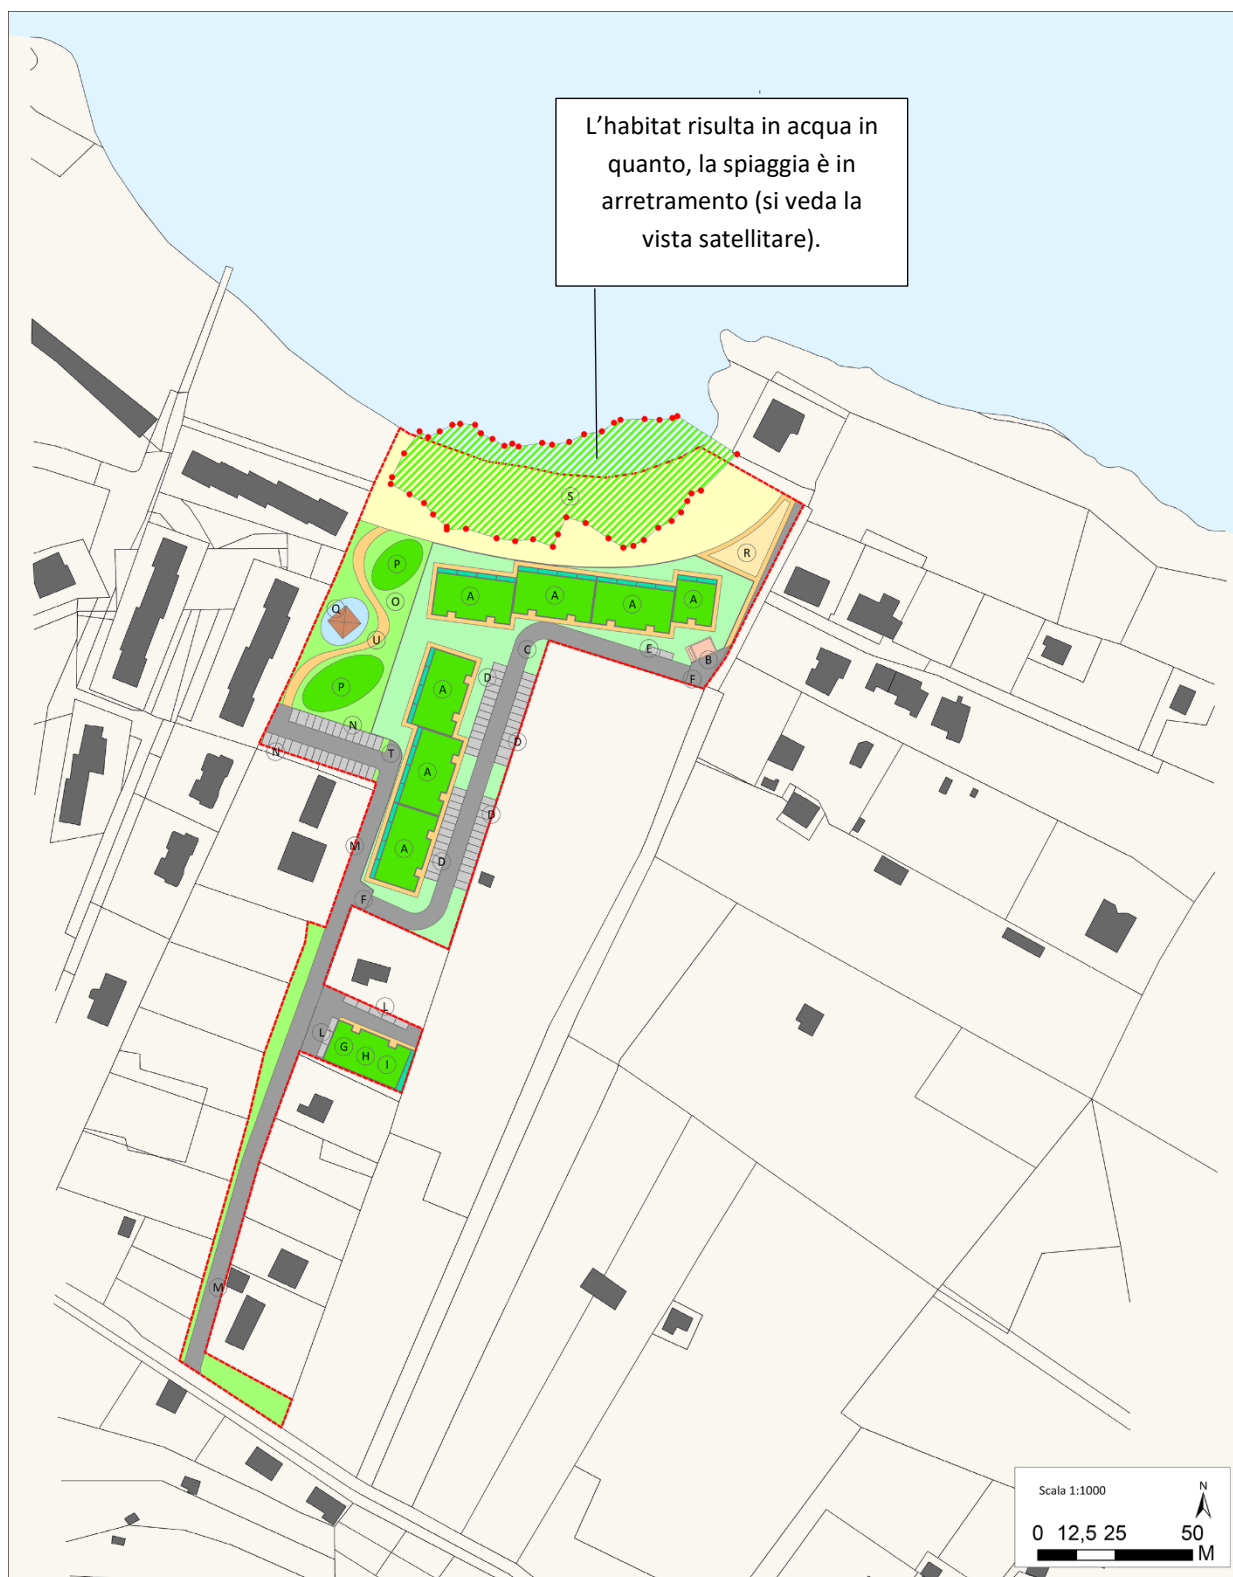 L’habitat risulta in acqua in
quanto, la spiaggia è in
arretramento (si veda la
vista satellitare).
S
R
P
O
Q
U
P
A
A
A
A
E
B
C
F
A
D
N
N
T
D
A
D
M
A
D
F
L
L
G
H
I
M
Scala 1:1000
N
0 12,5 25 50
M